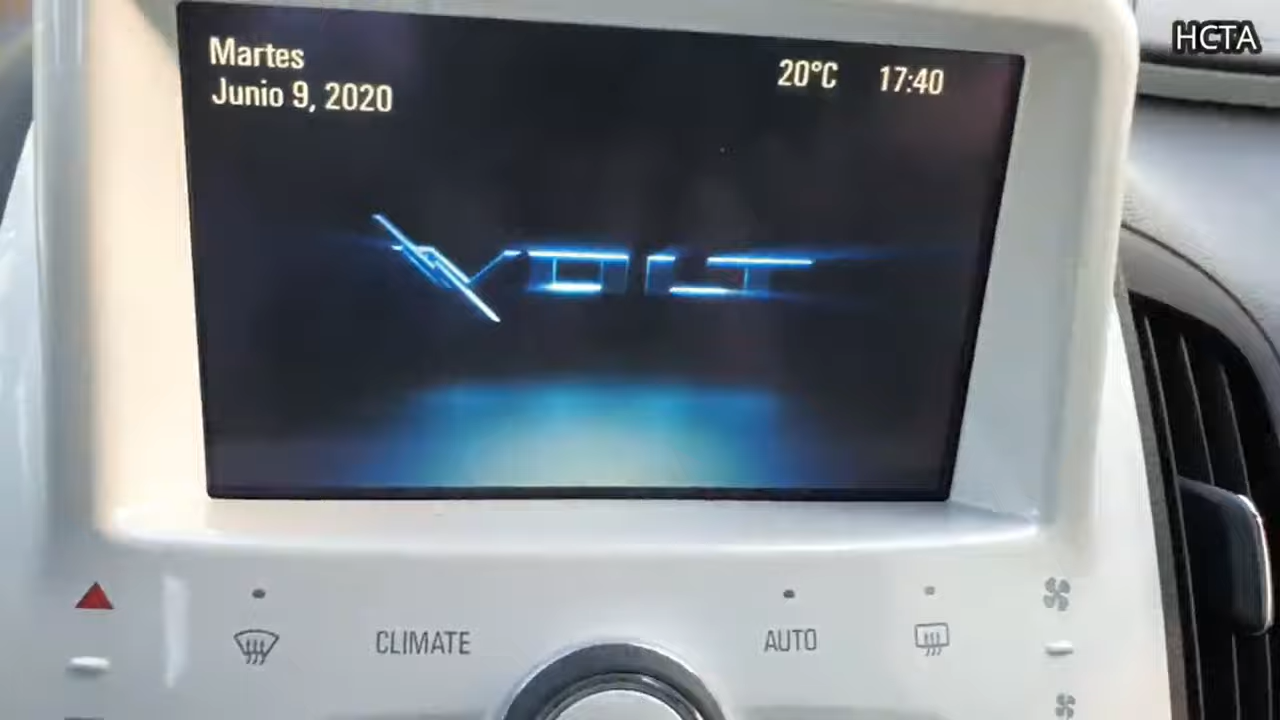 HCTA
Martes
Junio 9, 2020
20°C 17:40
VOLT
CLIMATE
AUTO